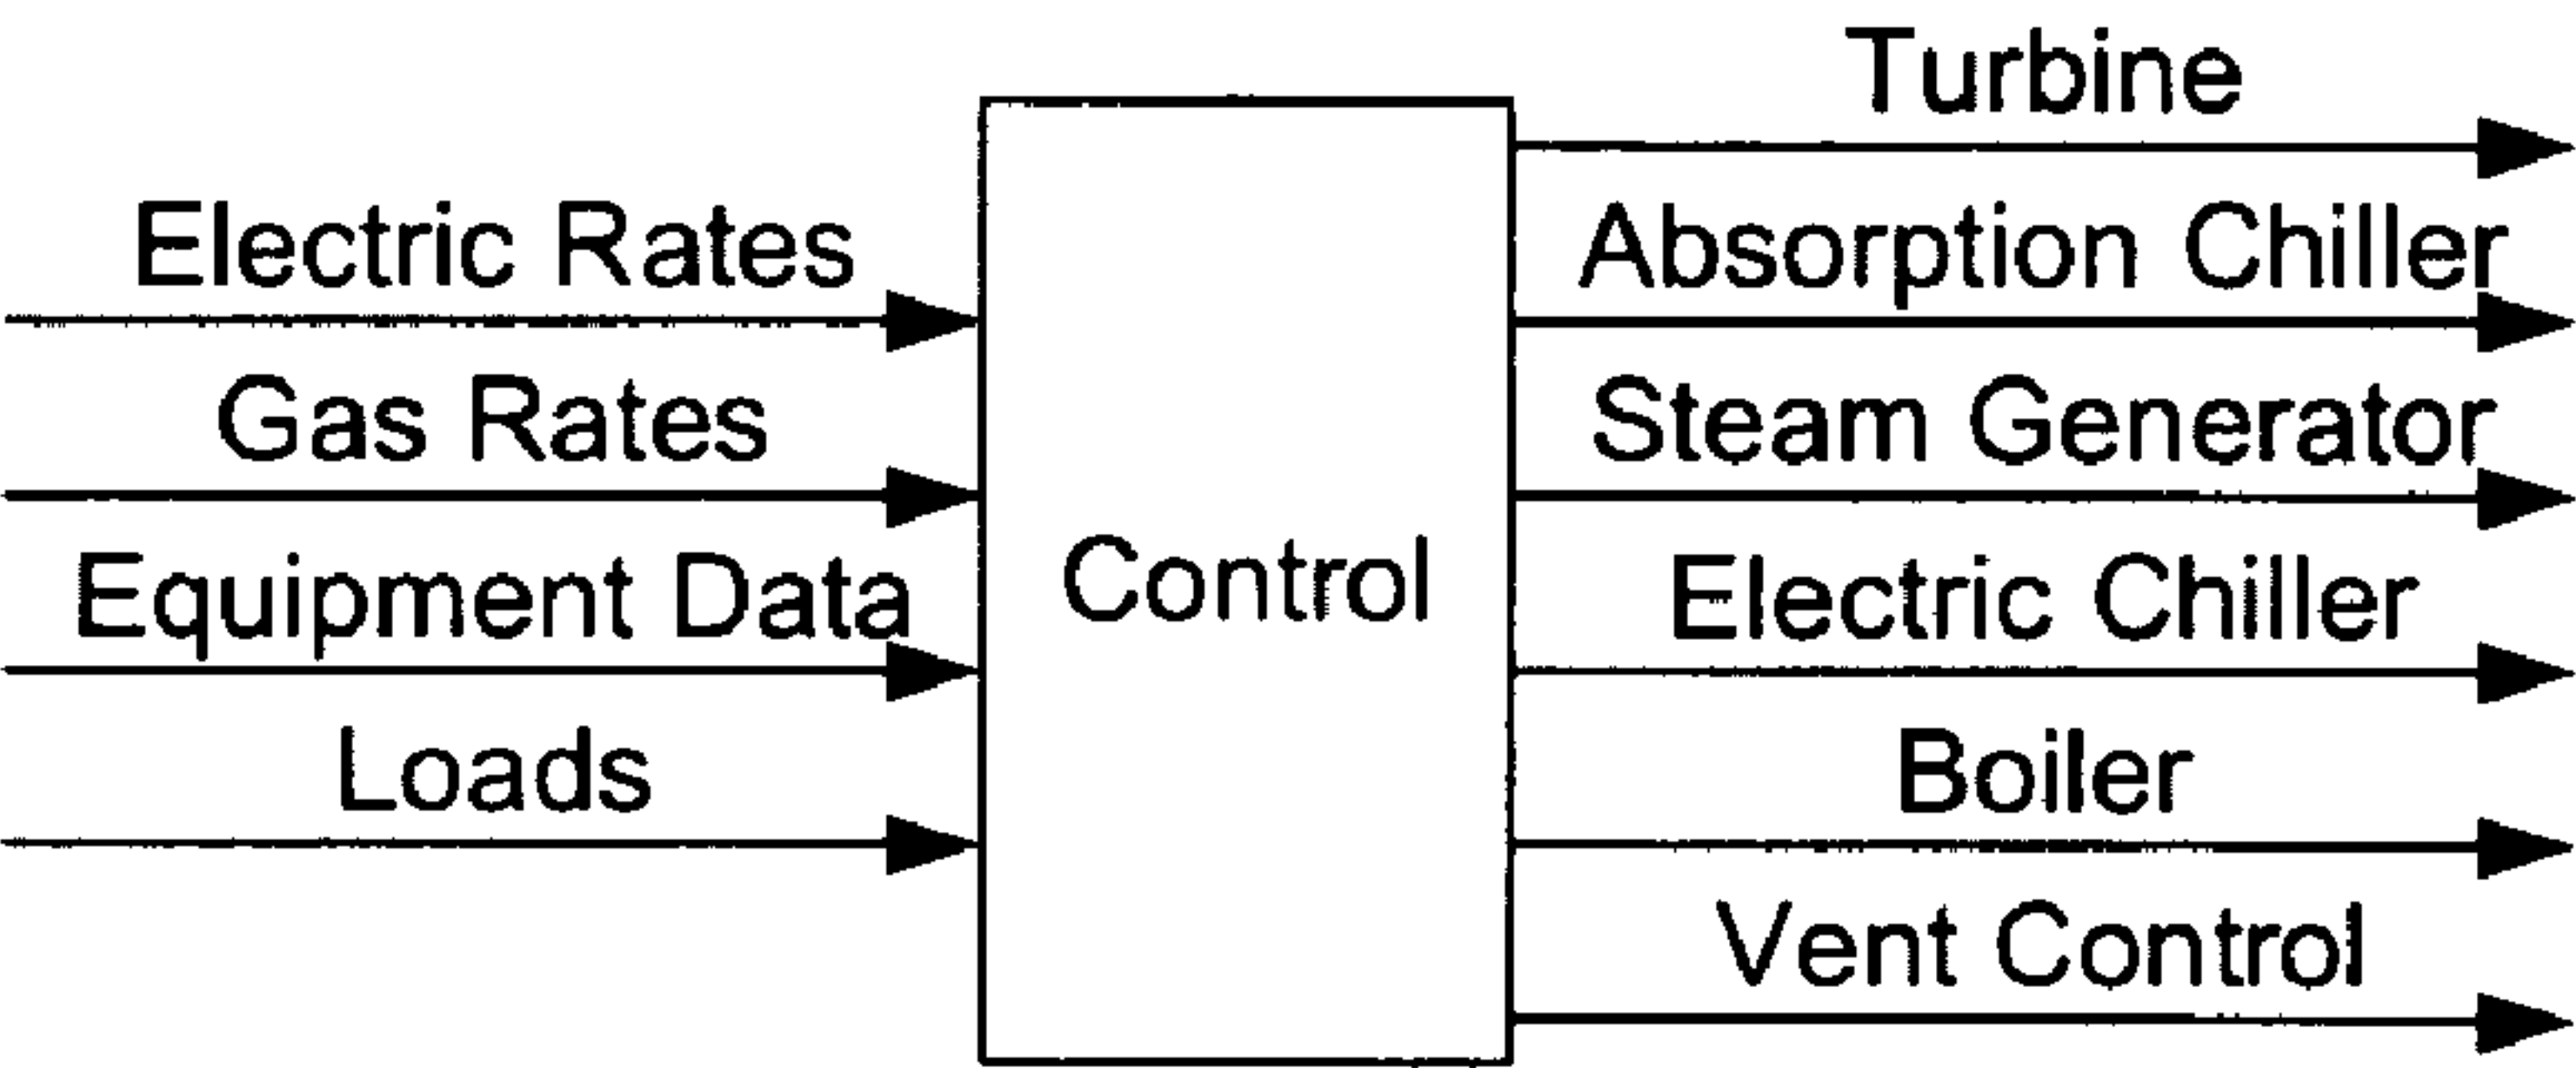 Electric Rates
Gas Rates
Equipment Data
Loads
Control
Turbine
Absorption Chiller
Steam Generator
Electric Chiller
Boiler
Vent Control